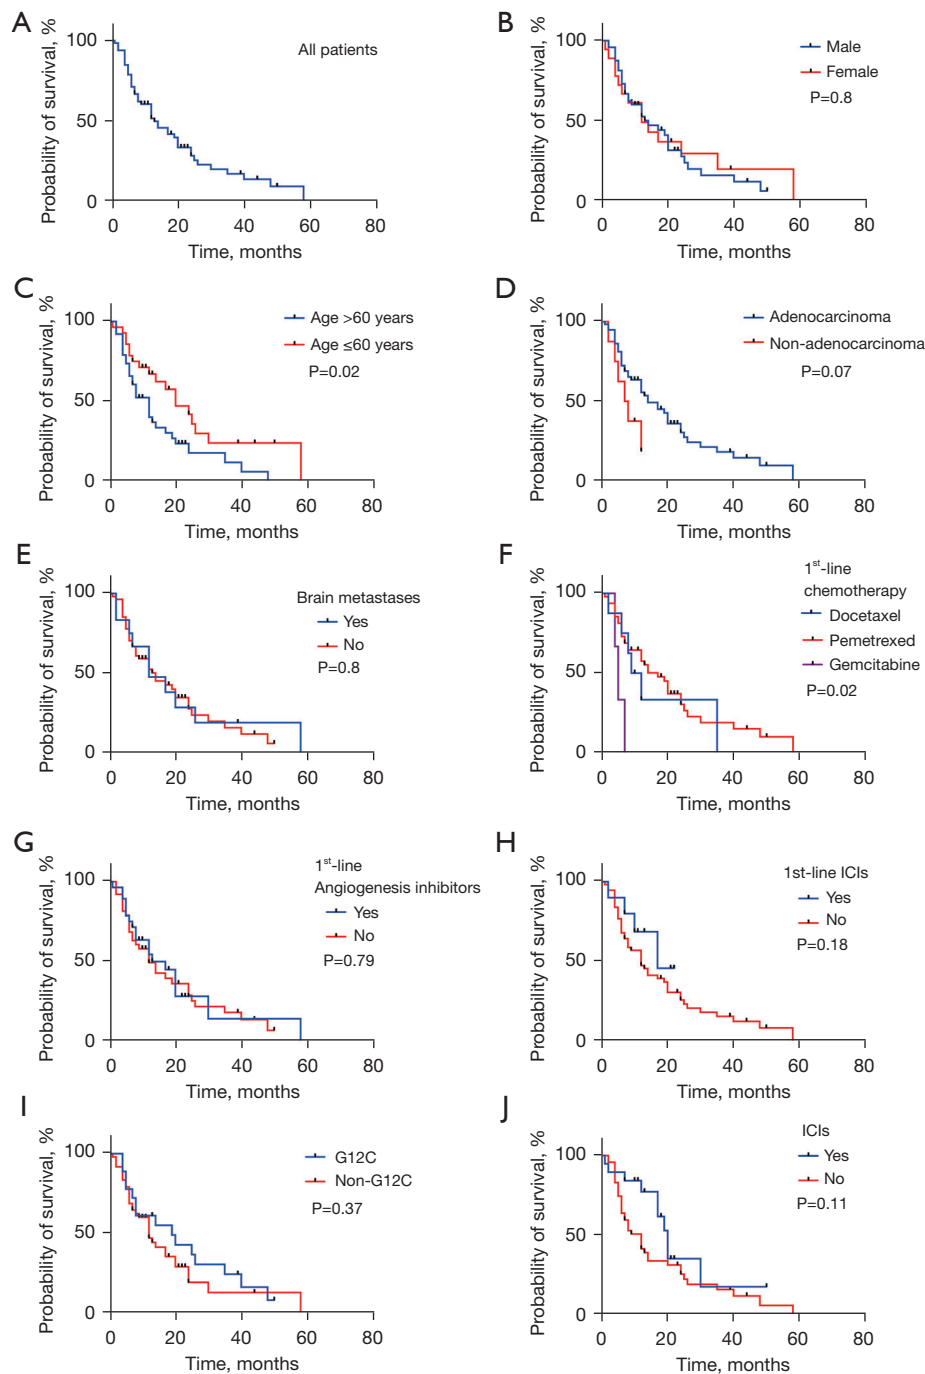 A
Probability of survival, %
100
50
0
0 20 40 60 80
Time, months
All patients
B
Probability of survival, %
100
50
0
0 20 40 60 80
Time, months
Male
Female
P=0.8
C
Probability of survival, %
100
50
0
0 20 40 60 80
Time, months
Age >60 years
Age ≤60 years
P=0.02
D
Probability of survival, %
100
50
0
0 20 40 60 80
Time, months
Adenocarcinoma
Non-adenocarcinoma
P=0.07
E
Probability of survival, %
100
50
0
0 20 40 60 80
Time, months
Brain metastases
Yes
No
P=0.8
F
Probability of survival, %
100
50
0
0 20 40 60 80
Time, months
1st-line
chemotherapy
Docetaxel
Pemetrexed
Gemcitabine
P=0.02
G
Probability of survival, %
100
50
0
0 20 40 60 80
Time, months
1st-line
Angiogenesis inhibitors
Yes
No
P=0.79
H
Probability of survival, %
100
50
0
0 20 40 60 80
Time, months
1st-line ICIs
Yes
No
P=0.18
I
Probability of survival, %
100
50
0
0 20 40 60 80
Time, months
G12C
Non-G12C
P=0.37
J
Probability of survival, %
100
50
0
0 20 40 60 80
Time, months
ICIs
Yes
No
P=0.11